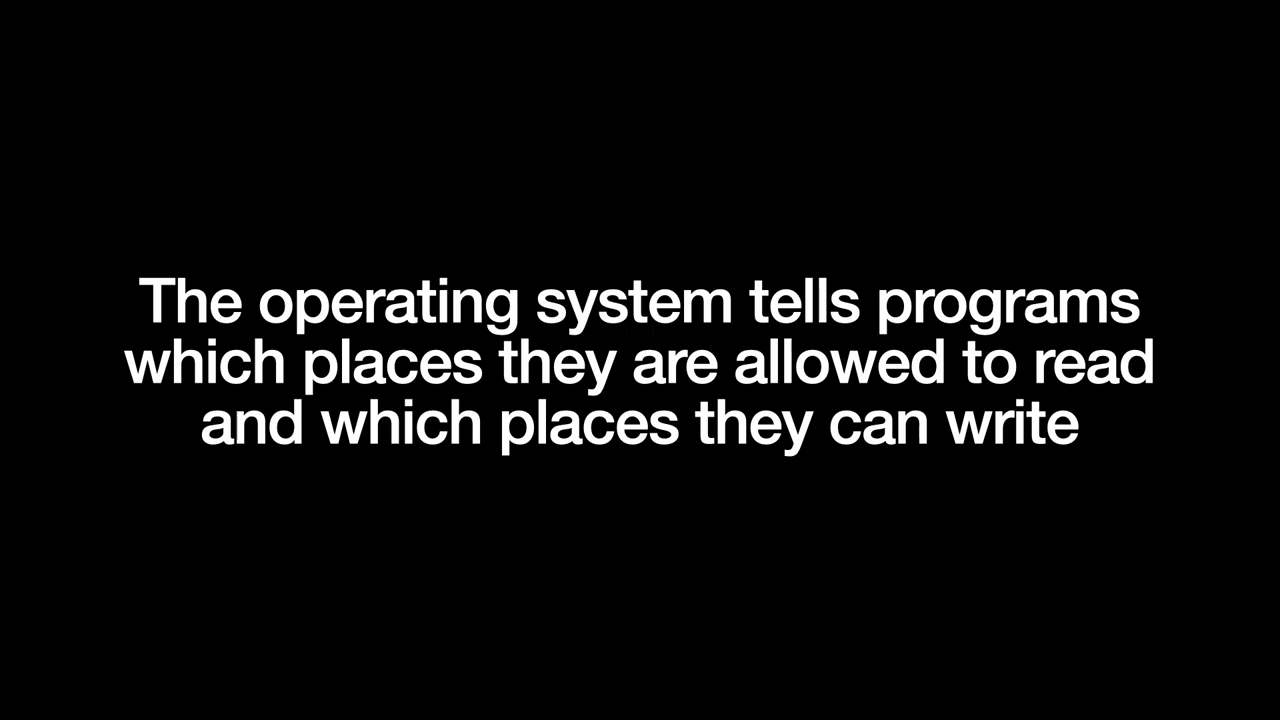 The operating system tells programs
which places they are allowed to read
and which places they can write